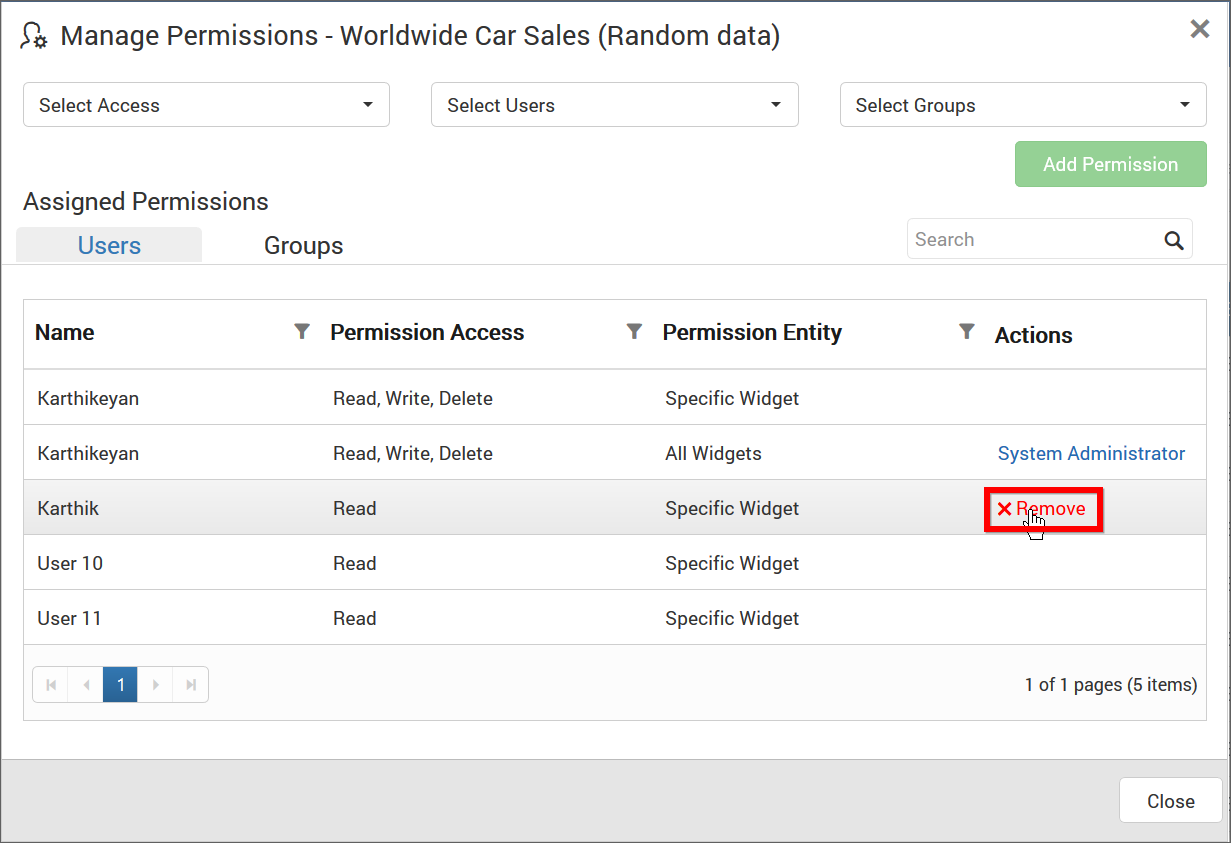 Manage Permissions - Worldwide Car Sales (Random data)
Select Access
Select Users
Select Groups
Add Permission
Assigned Permissions
Users
Groups
Search
Name
Permission Access
Permission Entity
Actions
Karthikeyan
Read, Write, Delete
Specific Widget
Karthikeyan
Read, Write, Delete
All Widgets
System Administrator
Karthik
Read
Specific Widget
Remove
User 10
Read
Specific Widget
User 11
Read
Specific Widget
1
1 of 1 pages (5 items)
Close